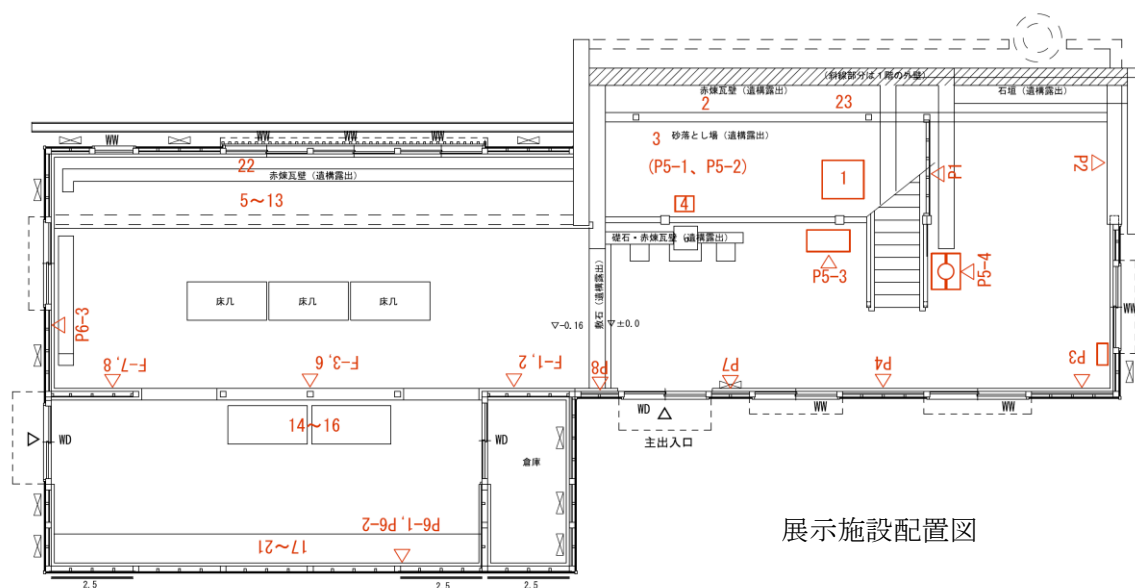 (斜線部分は1階の外壁)
赤煉瓦壁(遺構露出)
石垣(遺構露出)
2
23
3
砂落とし場(遺構露出)
(P5-1、P5-2)
1
4
P1
P2
WW
WW
WW
WW
22
赤煉瓦壁(遺構露出)
5～13
礎石・赤煉瓦壁(遺構露出)
P5-3
P5-4
敷石(遺構露出)
床几
床几
床几
▽-0.16
▽±0.0
P6-3
WW
F-7,8
F-3,6
F-1,2
P8
P7
P4
P3
WD
主出入口
WW
WW
WD
14～16
WD
倉庫
P6-1,P6-2
17～21
展示施設配置図
2.5
2.5
2.5